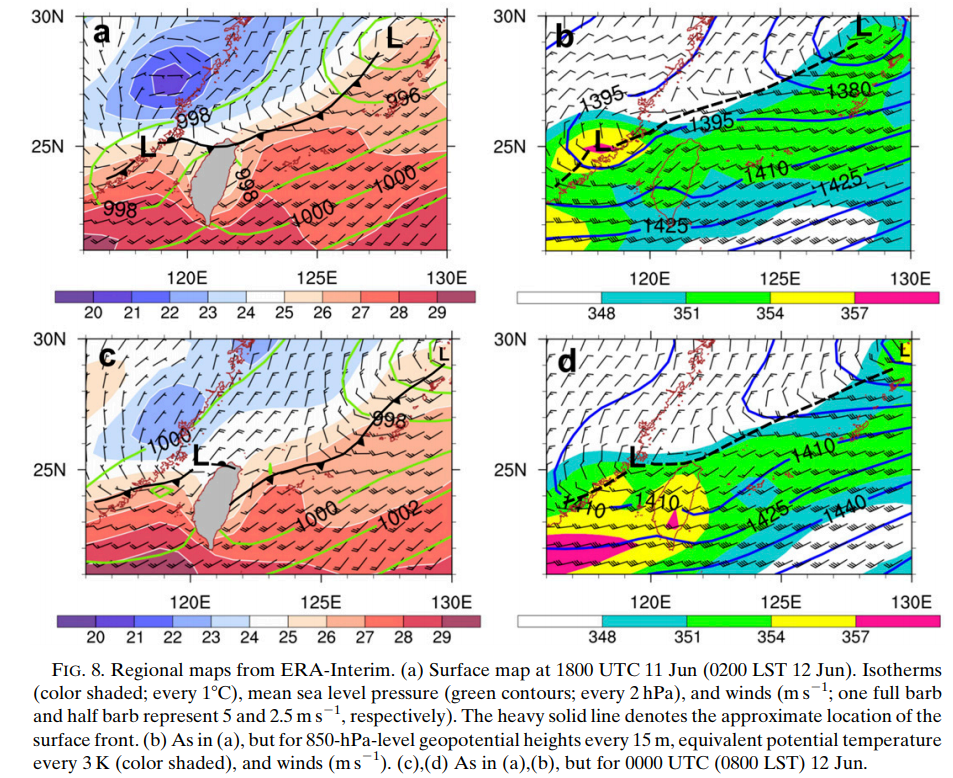 30N
a
L
996
998
L
25N
998
998
1000
1000
120E 125E 130E
20 21 22 23 24 25 26 27 28 29
30N
b
L
1395
1380
1395
L
25N
1410
1425
1425
120E 125E 130E
348 351 354 357
30N
c
L
998
1000
L
25N
1000
1002
120E 125E 130E
20 21 22 23 24 25 26 27 28 29
30N
d
L
1410
L
25N
1410
1410
1425
1440
120E 125E 130E
348 351 354 357
FIG. 8. Regional maps from ERA-Interim. (a) Surface map at 1800 UTC 11 Jun (0200 LST 12 Jun). Isotherms
(color shaded; every 1°C), mean sea level pressure (green contours; every 2 hPa), and winds (m s⁻¹; one full barb
and half barb represent 5 and 2.5 m s⁻¹, respectively). The heavy solid line denotes the approximate location of the
surface front. (b) As in (a), but for 850-hPa-level geopotential heights every 15 m, equivalent potential temperature
every 3 K (color shaded), and winds (m s⁻¹). (c),(d) As in (a),(b), but for 0000 UTC (0800 LST) 12 Jun.